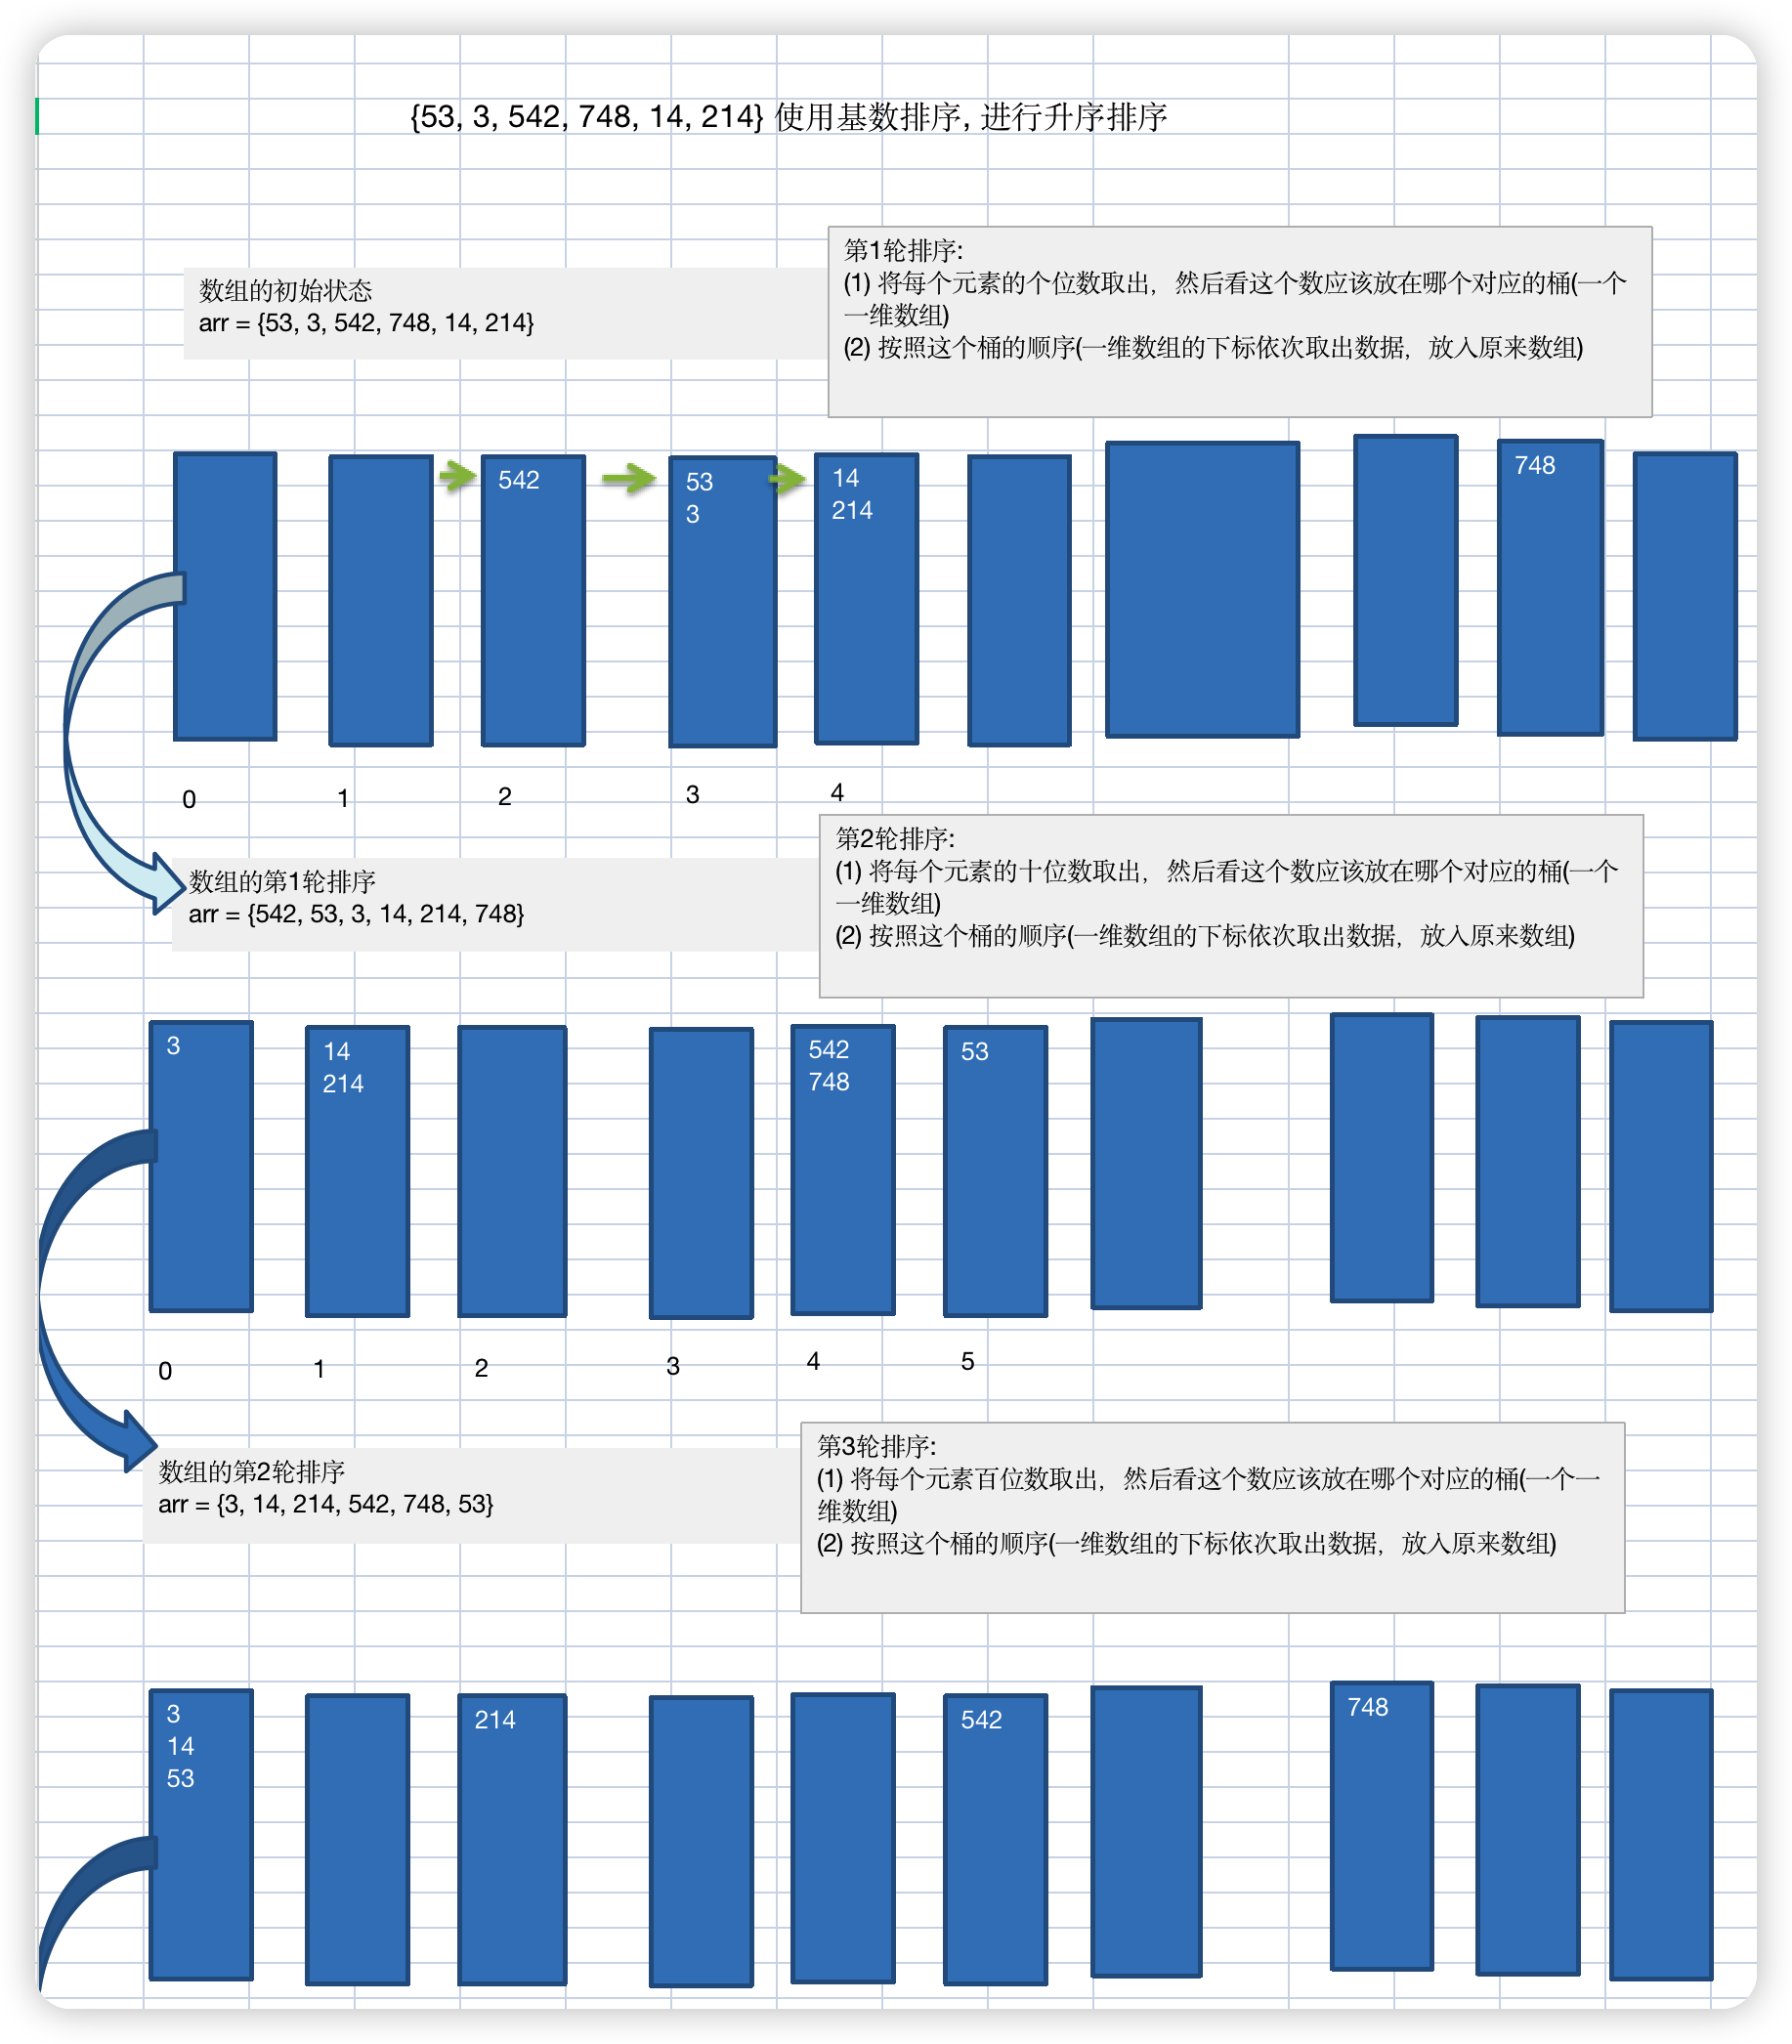 {53, 3, 542, 748, 14, 214} 使用基数排序, 进行升序排序
数组的初始状态
arr = {53, 3, 542, 748, 14, 214}
第1轮排序:
(1) 将每个元素的个位数取出，然后看这个数应该放在哪个对应的桶(一个
一维数组)
(2) 按照这个桶的顺序(一维数组的下标依次取出数据，放入原来数组)
542
53
3
14
214
748
0
1
2
3
4
数组的第1轮排序
arr = {542, 53, 3, 14, 214, 748}
第2轮排序:
(1) 将每个元素的十位数取出，然后看这个数应该放在哪个对应的桶(一个
一维数组)
(2) 按照这个桶的顺序(一维数组的下标依次取出数据，放入原来数组)
3
14
214
542
748
53
0
1
2
3
4
5
数组的第2轮排序
arr = {3, 14, 214, 542, 748, 53}
第3轮排序:
(1) 将每个元素百位数取出，然后看这个数应该放在哪个对应的桶(一个一
维数组)
(2) 按照这个桶的顺序(一维数组的下标依次取出数据，放入原来数组)
3
14
53
214
542
748